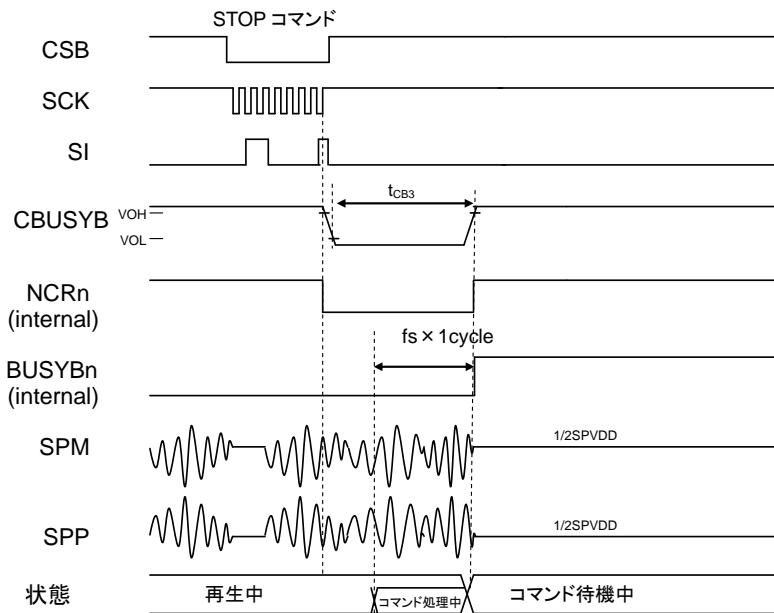 STOP コマンド
CSB
SCK
SI
tCB3
CBUSYB
VOH
VOL
NCRn
(internal)
fs×1cycle
BUSYBn
(internal)
SPM
1/2SPVDD
SPP
1/2SPVDD
状態
再生中
コマンド処理中
コマンド待機中